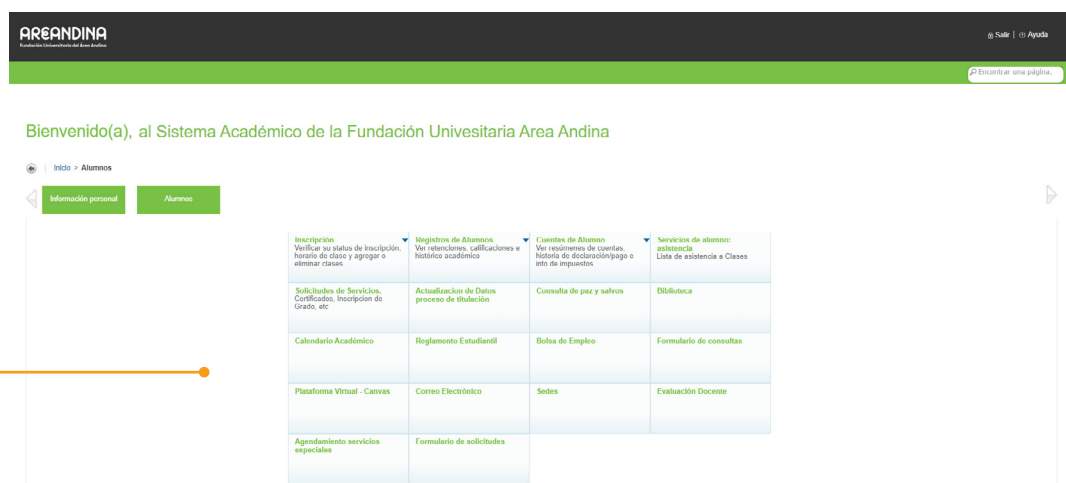 AREANDINA
Fundación Universitaria del Área Andina
Salir | Ayuda
Encontrar una página.
Bienvenido(a), al Sistema Académico de la Fundación Univesitaria Area Andina
Inicio > Alumnos
Información personal
Alumnos
Inscripción
Verificar su status de Inscripción,
horario de clase y agregar o
eliminar clases
Registros de Alumnos
Ver retenciones, calificaciones e
histórico académico
Cuentas de Alumno
Ver resúmenes de cuentas,
historia de declaración/pago o
info de impuestos
Servicios de alumno:
asistencia
Lista de asistencia a Clases
Solicitudes de Servicios.
Certificados, Inscripcion de
Grado, etc
Actualizacion de Datos
proceso de titulación
Consulta de paz y salvos
Biblioteca
Calendario Académico
Reglamento Estudiantil
Bolsa de Empleo
Formulario de consultas
Plataforma Virtual - Canvas
Correo Electrónico
Sedes
Evaluación Docente
Agendamiento servicios
especiales
Formulario de solicitudes